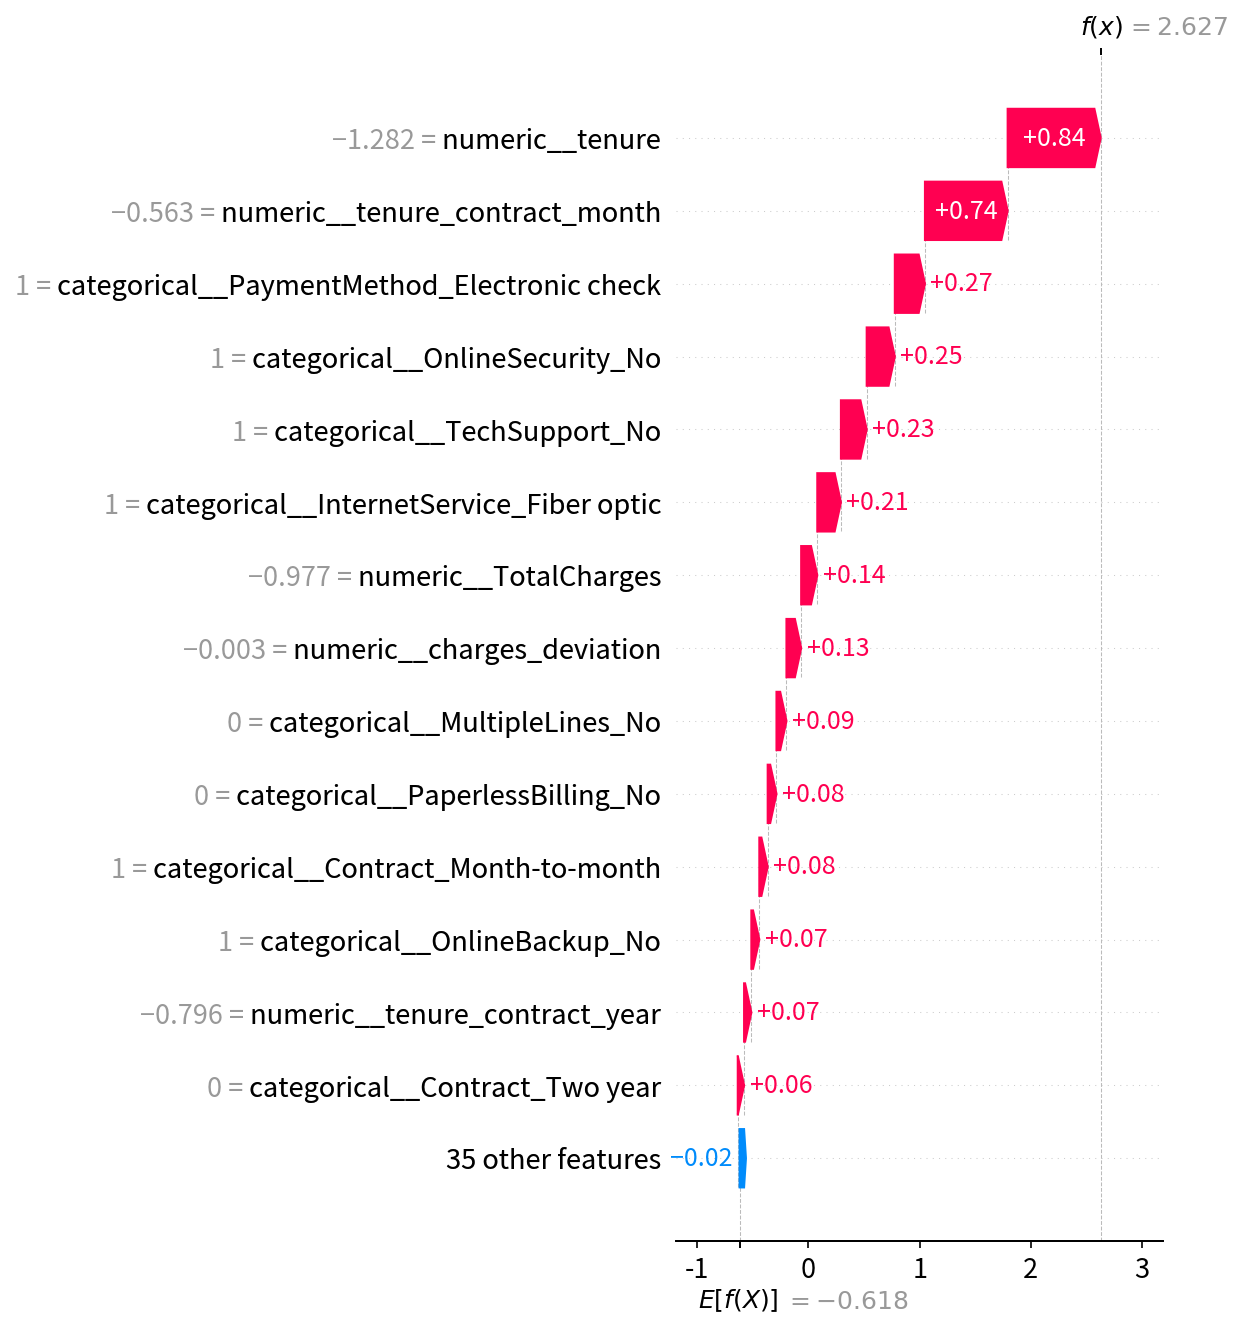 f(x) = 2.627
−1.282 = numeric__tenure +0.84
−0.563 = numeric__tenure_contract_month +0.74
1 = categorical__PaymentMethod_Electronic check +0.27
1 = categorical__OnlineSecurity_No +0.25
1 = categorical__TechSupport_No +0.23
1 = categorical__InternetService_Fiber optic +0.21
−0.977 = numeric__TotalCharges +0.14
−0.003 = numeric__charges_deviation +0.13
0 = categorical__MultipleLines_No +0.09
0 = categorical__PaperlessBilling_No +0.08
1 = categorical__Contract_Month-to-month +0.08
1 = categorical__OnlineBackup_No +0.07
−0.796 = numeric__tenure_contract_year +0.07
0 = categorical__Contract_Two year +0.06
35 other features −0.02
-1 0 1 2 3
E[f(X)] = −0.618